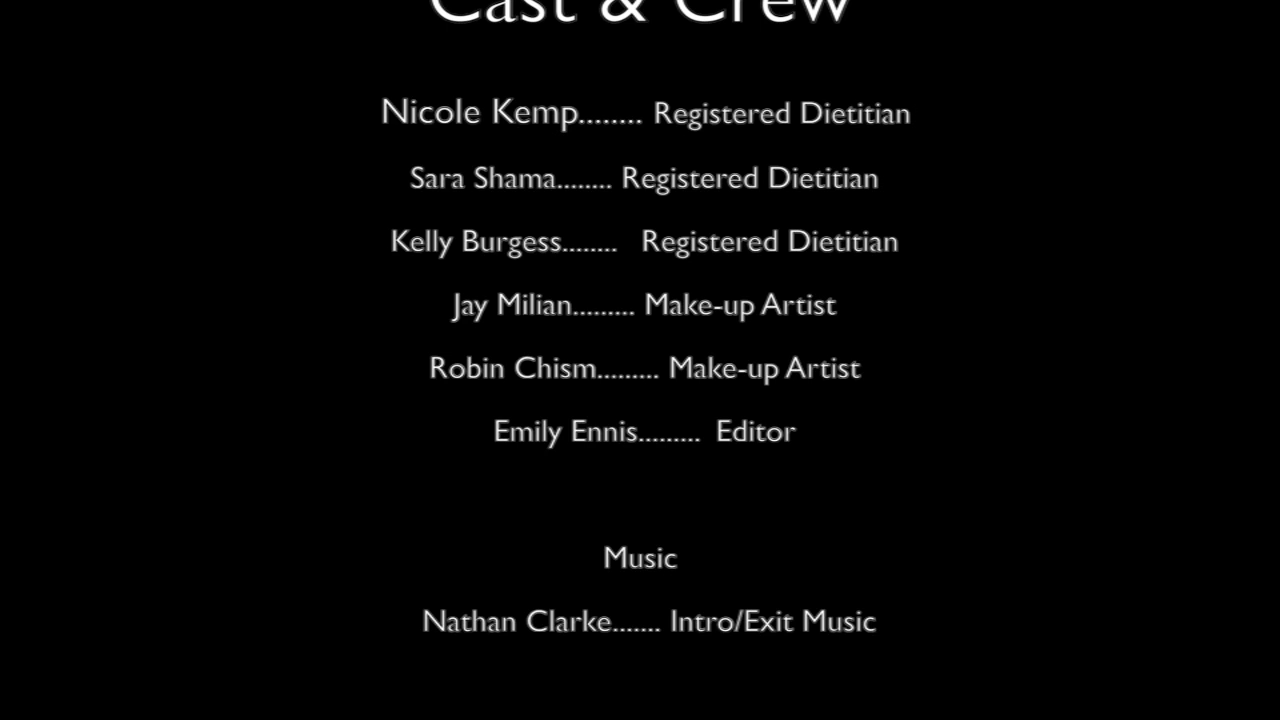 Cast & Crew
Nicole Kemp........ Registered Dietitian
Sara Shama........ Registered Dietitian
Kelly Burgess........ Registered Dietitian
Jay Milian......... Make-up Artist
Robin Chism......... Make-up Artist
Emily Ennis......... Editor
Music
Nathan Clarke....... Intro/Exit Music